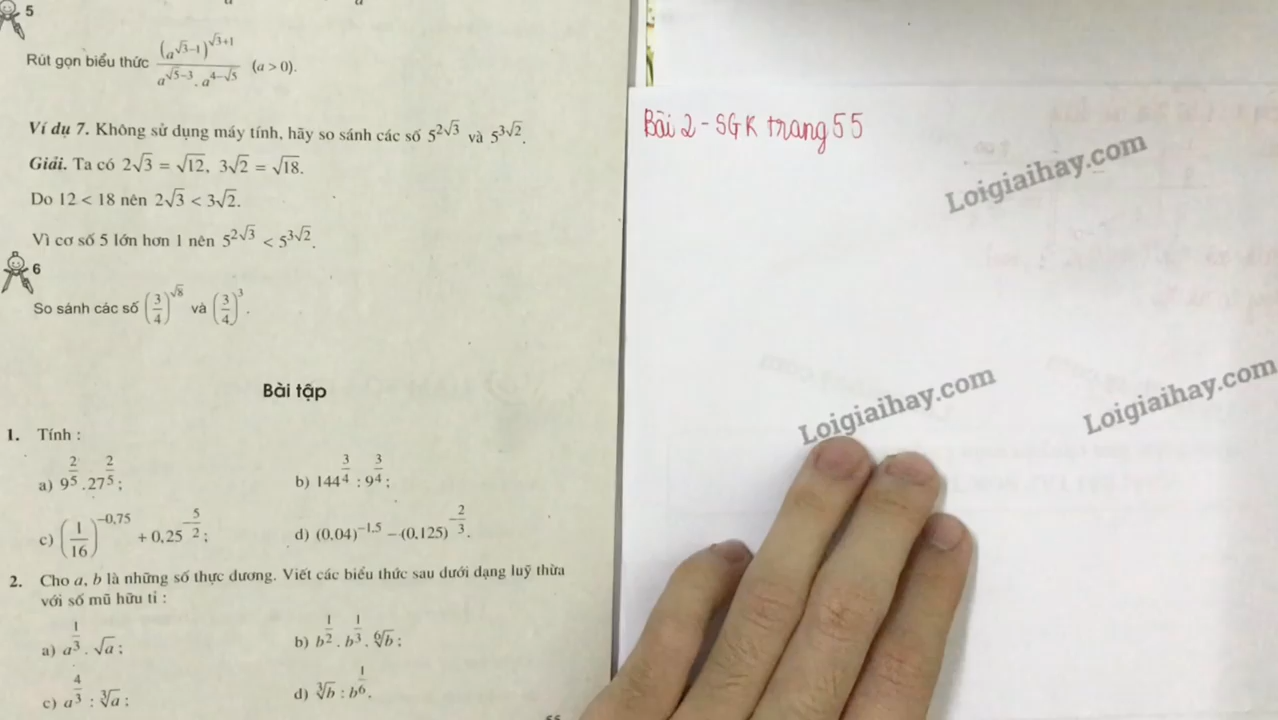 5
Rút gọn biểu thức (a^{√3−1})^{√3+1} / (a^{√5−3} . a^{4−√5}) (a > 0).
Ví dụ 7. Không sử dụng máy tính, hãy so sánh các số 5^{2√3} và 5^{3√2}.
Giải. Ta có 2√3 = √12, 3√2 = √18.
Do 12 < 18 nên 2√3 < 3√2.
Vì cơ số 5 lớn hơn 1 nên 5^{2√3} < 5^{3√2}.
6
So sánh các số (3/4)^{√8} và (3/4)^3.
Bài tập
1. Tính :
a) 9^{2/5}.27^{2/5};
b) 144^{3/4} : 9^{3/4};
c) (1/16)^{−0,75} + 0,25^{−5/2};
d) (0,04)^{−1,5} − (0,125)^{−2/3}.
2. Cho a, b là những số thực dương. Viết các biểu thức sau dưới dạng luỹ thừa
với số mũ hữu tỉ :
a) a^{1/3}. √a;
b) b^{1/2}. b^{1/3}. ⁶√b;
c) a^{4/3} : ³√a;
d) ³√b : b^{1/6}.
Bài 2 - SGK trang 55
Loigiaihay.com
Loigiaihay.com
Loigiaihay.com